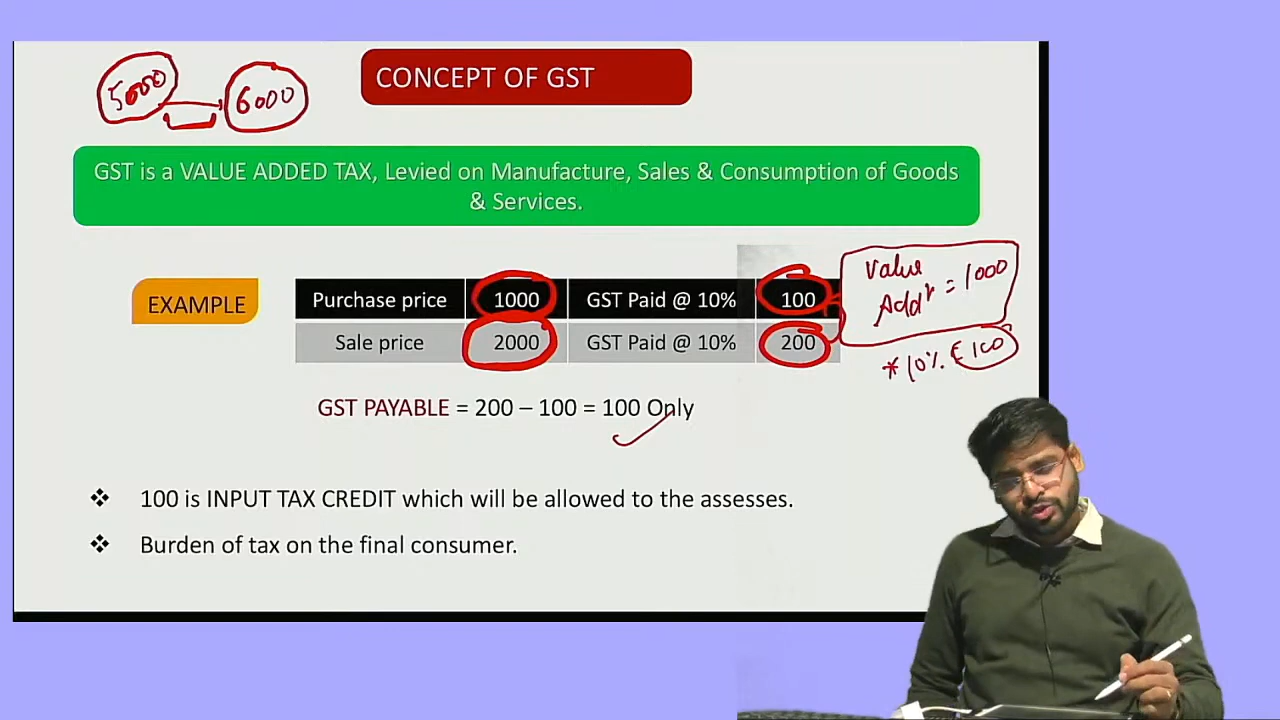 5000 6000
CONCEPT OF GST
GST is a VALUE ADDED TAX, Levied on Manufacture, Sales & Consumption of Goods
& Services.
EXAMPLE
Purchase price 1000 GST Paid @ 10% 100
Sale price 2000 GST Paid @ 10% 200
Value
Addn = 1000
*10% € 100
GST PAYABLE = 200 – 100 = 100 Only
❖ 100 is INPUT TAX CREDIT which will be allowed to the assesses.
❖ Burden of tax on the final consumer.